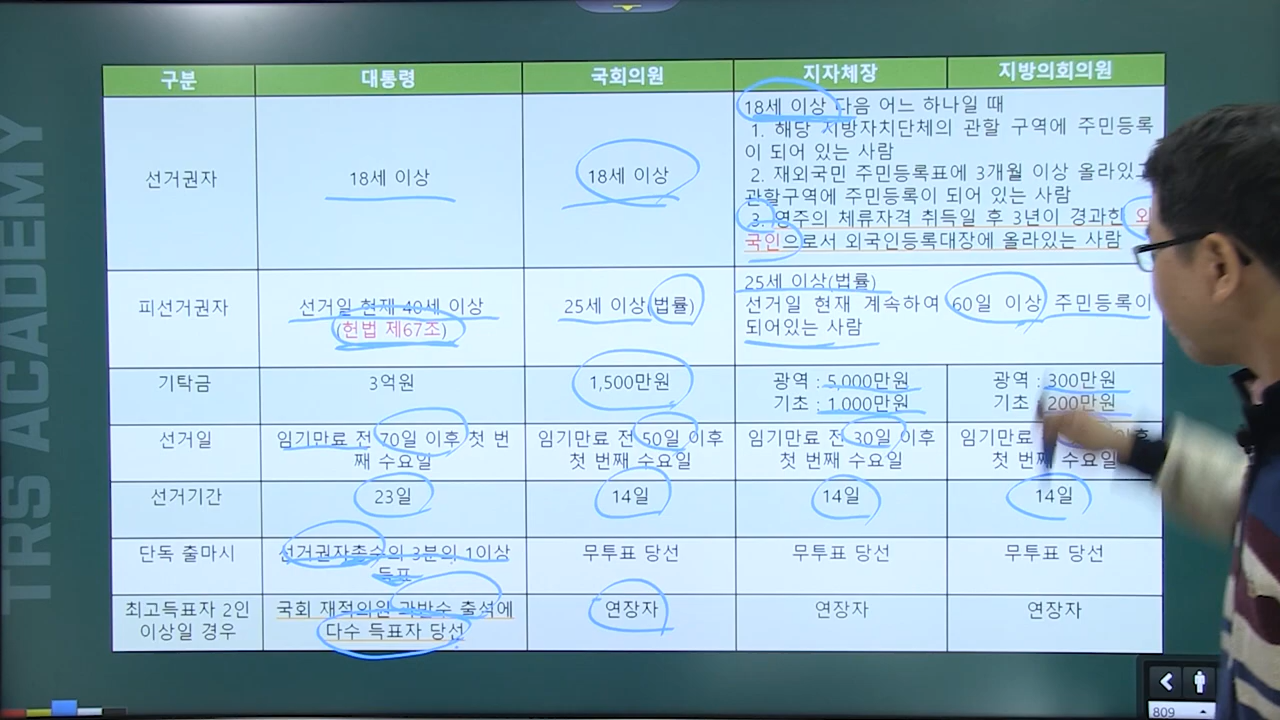 TRS ACADEMY
구분 대통령 국회의원 지자체장 지방의회의원
선거권자 18세 이상 18세 이상
18세 이상 다음 어느 하나일 때
1. 해당 지방자치단체의 관할 구역에 주민등록
이 되어 있는 사람
2. 재외국민 주민등록표에 3개월 이상 올라있고
관할구역에 주민등록이 되어 있는 사람
3. 영주의 체류자격 취득일 후 3년이 경과한 외
국인으로서 외국인등록대장에 올라있는 사람
피선거권자
선거일 현재 40세 이상
(헌법 제67조)
25세 이상(법률)
25세 이상(법률)
선거일 현재 계속하여 60일 이상 주민등록이
되어있는 사람
기탁금 3억원 1,500만원
광역 : 5,000만원
기초 : 1,000만원
광역 : 300만원
기초 : 200만원
선거일
임기만료 전 70일 이후 첫 번
째 수요일
임기만료 전 50일 이후
첫 번째 수요일
임기만료 전 30일 이후
첫 번째 수요일
임기만료 이후
첫 번째 수요일
선거기간 23일 14일 14일 14일
단독 출마시
선거권자총수의 3분의 1이상
득표
무투표 당선 무투표 당선 무투표 당선
최고득표자 2인
이상일 경우
국회 재적의원 과반수 출석에
다수 득표자 당선
연장자 연장자 연장자
809